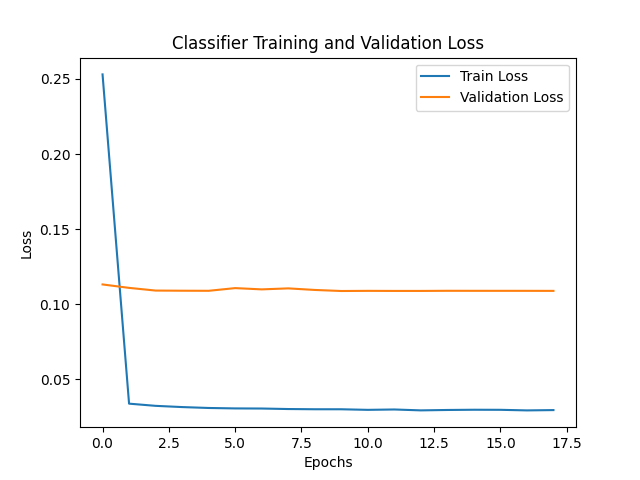 Classifier Training and Validation Loss
Train Loss
Validation Loss
Loss
0.25
0.20
0.15
0.10
0.05
0.0 2.5 5.0 7.5 10.0 12.5 15.0 17.5
Epochs